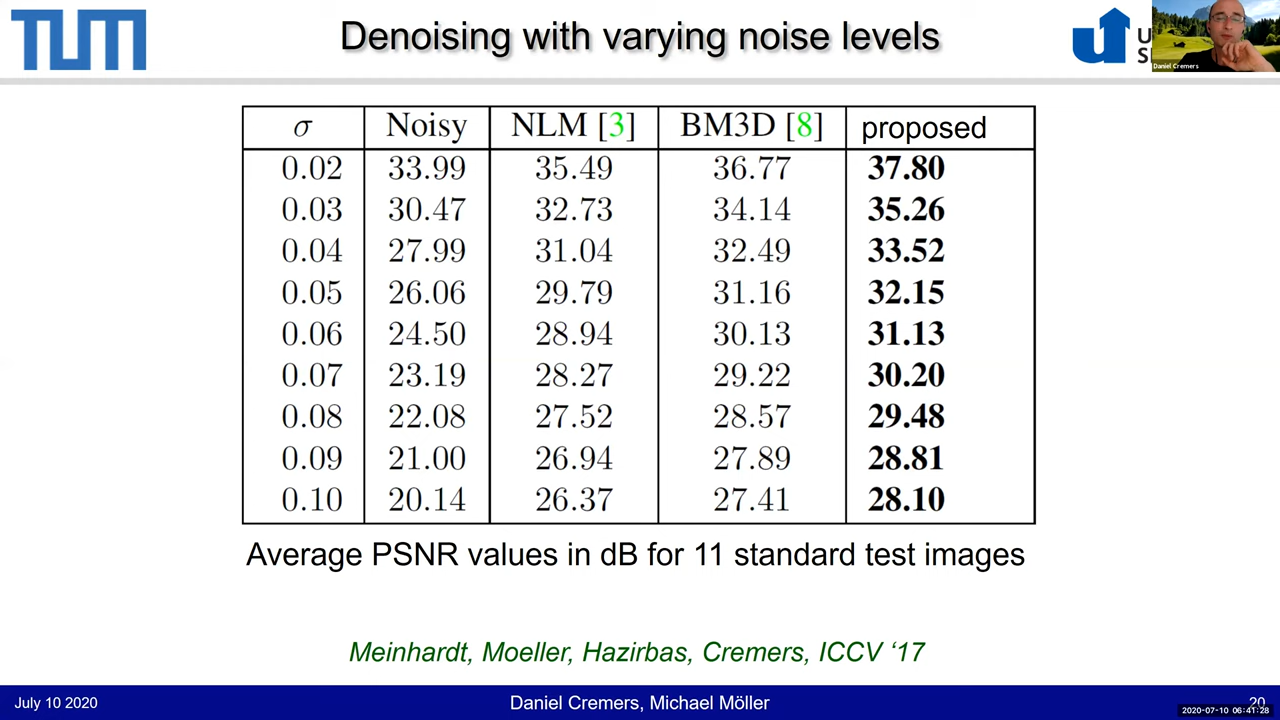 TUM
Denoising with varying noise levels
Daniel Cremers
σ Noisy NLM [3] BM3D [8] proposed
0.02 33.99 35.49 36.77 37.80
0.03 30.47 32.73 34.14 35.26
0.04 27.99 31.04 32.49 33.52
0.05 26.06 29.79 31.16 32.15
0.06 24.50 28.94 30.13 31.13
0.07 23.19 28.27 29.22 30.20
0.08 22.08 27.52 28.57 29.48
0.09 21.00 26.94 27.89 28.81
0.10 20.14 26.37 27.41 28.10
Average PSNR values in dB for 11 standard test images
Meinhardt, Moeller, Hazirbas, Cremers, ICCV ‘17
July 10 2020 Daniel Cremers, Michael Möller 20
2020-07-10 06:41:28